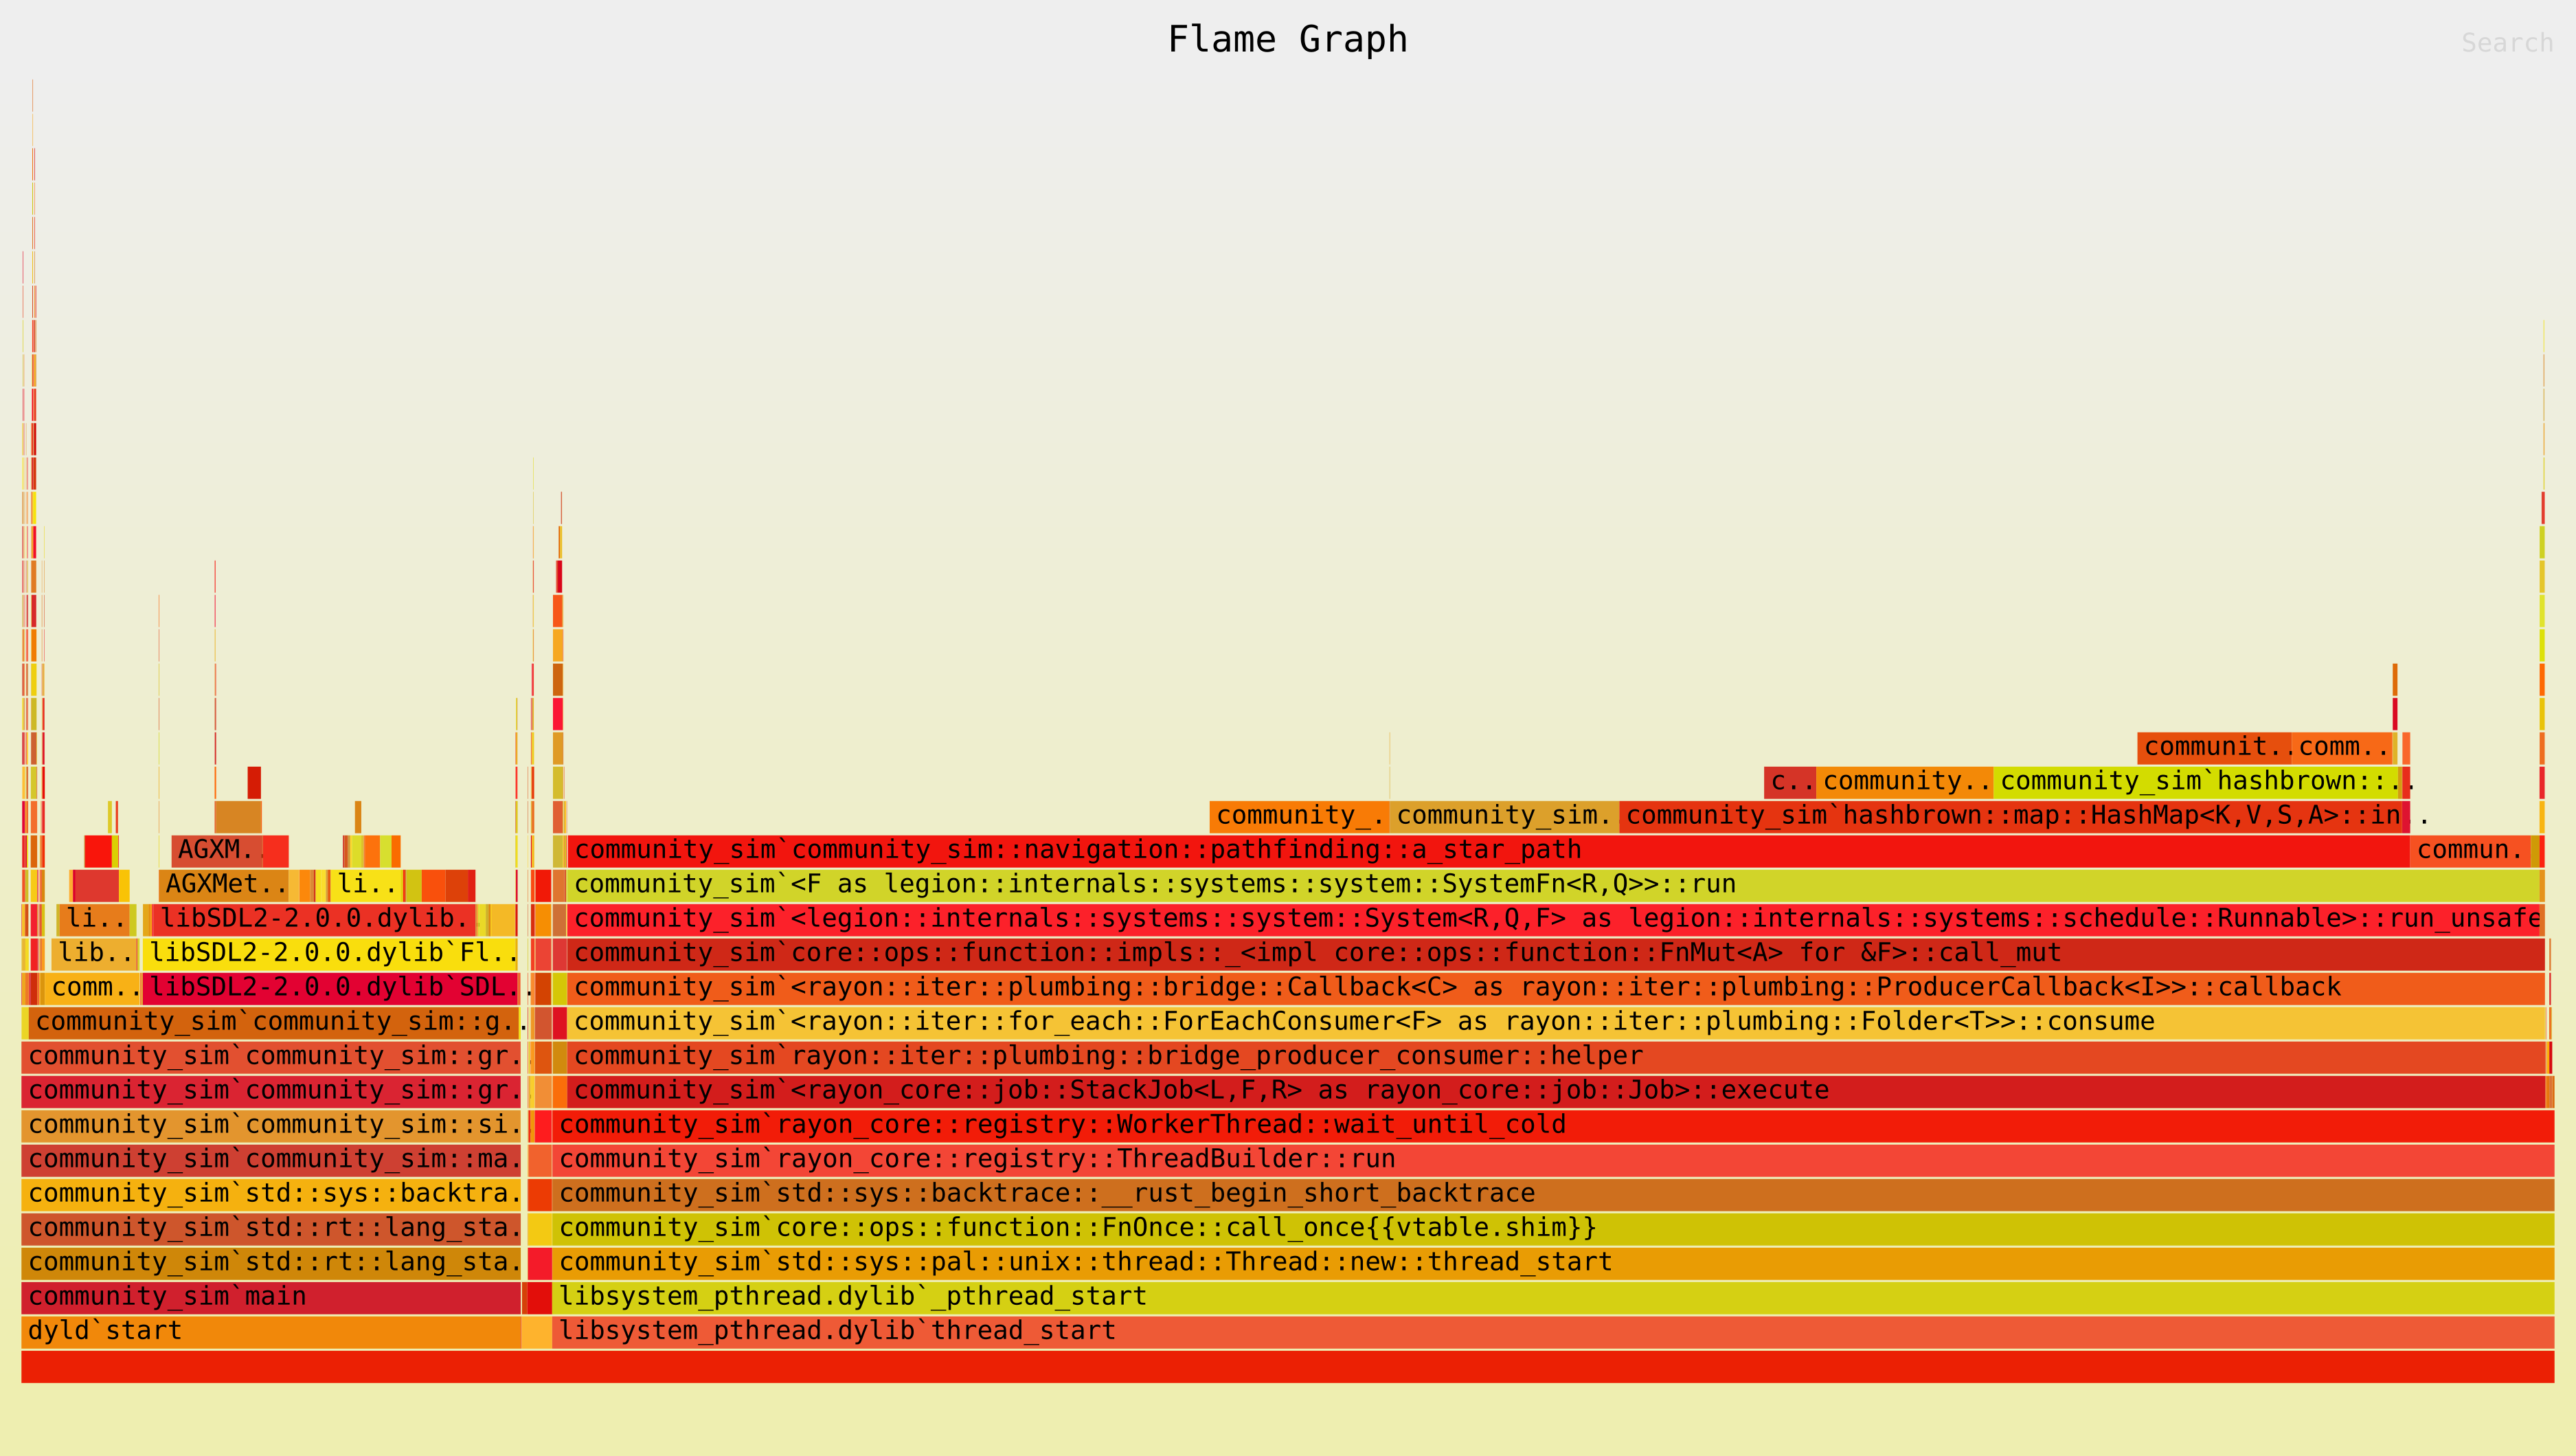 Flame Graph
Search
communit.. comm..
c.. community.. community_sim`hashbrown::..
community_.. community_sim.. community_sim`hashbrown::map::HashMap<K,V,S,A>::in..
AGXM.. community_sim`community_sim::navigation::pathfinding::a_star_path commun..
AGXMet.. li.. community_sim`<F as legion::internals::systems::system::SystemFn<R,Q>>::run
li.. libSDL2-2.0.0.dylib.. community_sim`<legion::internals::systems::system::System<R,Q,F> as legion::internals::systems::schedule::Runnable>::run_unsafe
lib.. libSDL2-2.0.0.dylib`Fl.. community_sim`core::ops::function::impls::_<impl core::ops::function::FnMut<A> for &F>::call_mut
comm.. libSDL2-2.0.0.dylib`SDL.. community_sim`<rayon::iter::plumbing::bridge::Callback<C> as rayon::iter::plumbing::ProducerCallback<I>>::callback
community_sim`community_sim::g.. community_sim`<rayon::iter::for_each::ForEachConsumer<F> as rayon::iter::plumbing::Folder<T>>::consume
community_sim`community_sim::gr.. community_sim`rayon::iter::plumbing::bridge_producer_consumer::helper
community_sim`community_sim::gr.. community_sim`<rayon_core::job::StackJob<L,F,R> as rayon_core::job::Job>::execute
community_sim`community_sim::si.. community_sim`rayon_core::registry::WorkerThread::wait_until_cold
community_sim`community_sim::ma.. community_sim`rayon_core::registry::ThreadBuilder::run
community_sim`std::sys::backtra.. community_sim`std::sys::backtrace::__rust_begin_short_backtrace
community_sim`std::rt::lang_sta.. community_sim`core::ops::function::FnOnce::call_once{{vtable.shim}}
community_sim`std::rt::lang_sta.. community_sim`std::sys::pal::unix::thread::Thread::new::thread_start
community_sim`main libsystem_pthread.dylib`_pthread_start
dyld`start libsystem_pthread.dylib`thread_start